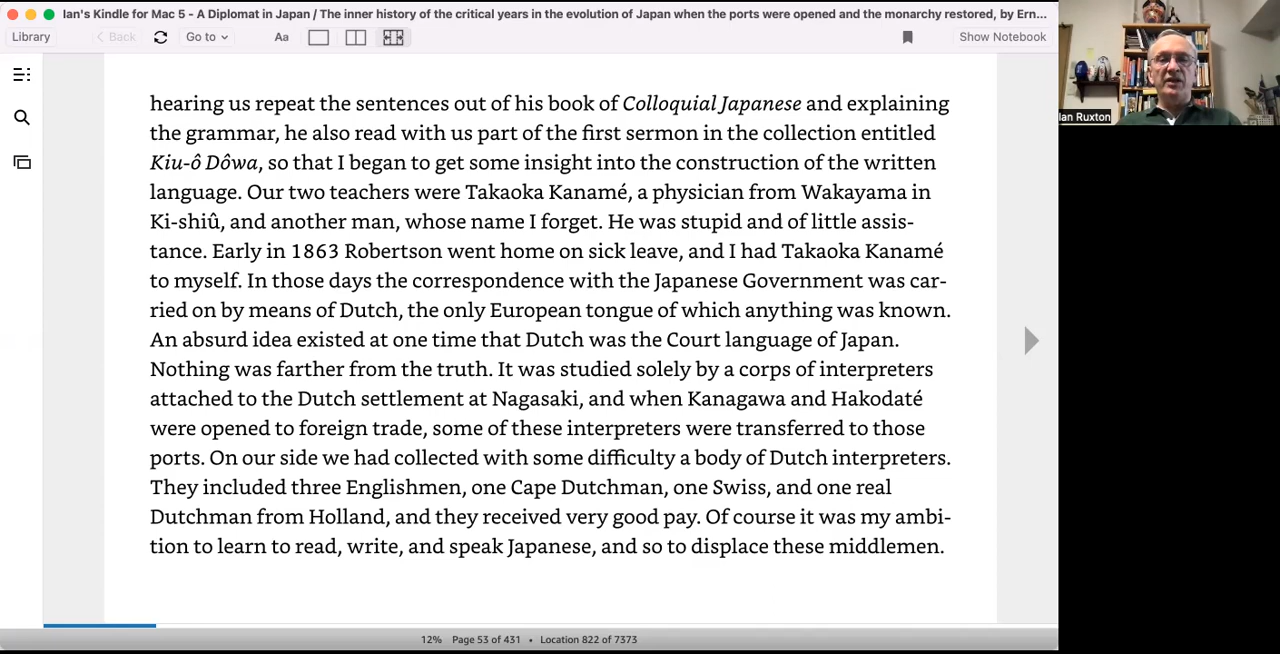 Ian's Kindle for Mac 5 - A Diplomat in Japan / The inner history of the critical years in the evolution of Japan when the ports were opened and the monarchy restored, by Ern...
Library
Back
Go to
Aa
Show Notebook
hearing us repeat the sentences out of his book of Colloquial Japanese and explaining
the grammar, he also read with us part of the first sermon in the collection entitled
Kiu-ô Dôwa, so that I began to get some insight into the construction of the written
language. Our two teachers were Takaoka Kanamé, a physician from Wakayama in
Ki-shiû, and another man, whose name I forget. He was stupid and of little assis-
tance. Early in 1863 Robertson went home on sick leave, and I had Takaoka Kanamé
to myself. In those days the correspondence with the Japanese Government was car-
ried on by means of Dutch, the only European tongue of which anything was known.
An absurd idea existed at one time that Dutch was the Court language of Japan.
Nothing was farther from the truth. It was studied solely by a corps of interpreters
attached to the Dutch settlement at Nagasaki, and when Kanagawa and Hakodaté
were opened to foreign trade, some of these interpreters were transferred to those
ports. On our side we had collected with some difficulty a body of Dutch interpreters.
They included three Englishmen, one Cape Dutchman, one Swiss, and one real
Dutchman from Holland, and they received very good pay. Of course it was my ambi-
tion to learn to read, write, and speak Japanese, and so to displace these middlemen.
12% Page 53 of 431 • Location 822 of 7373
Ian Ruxton